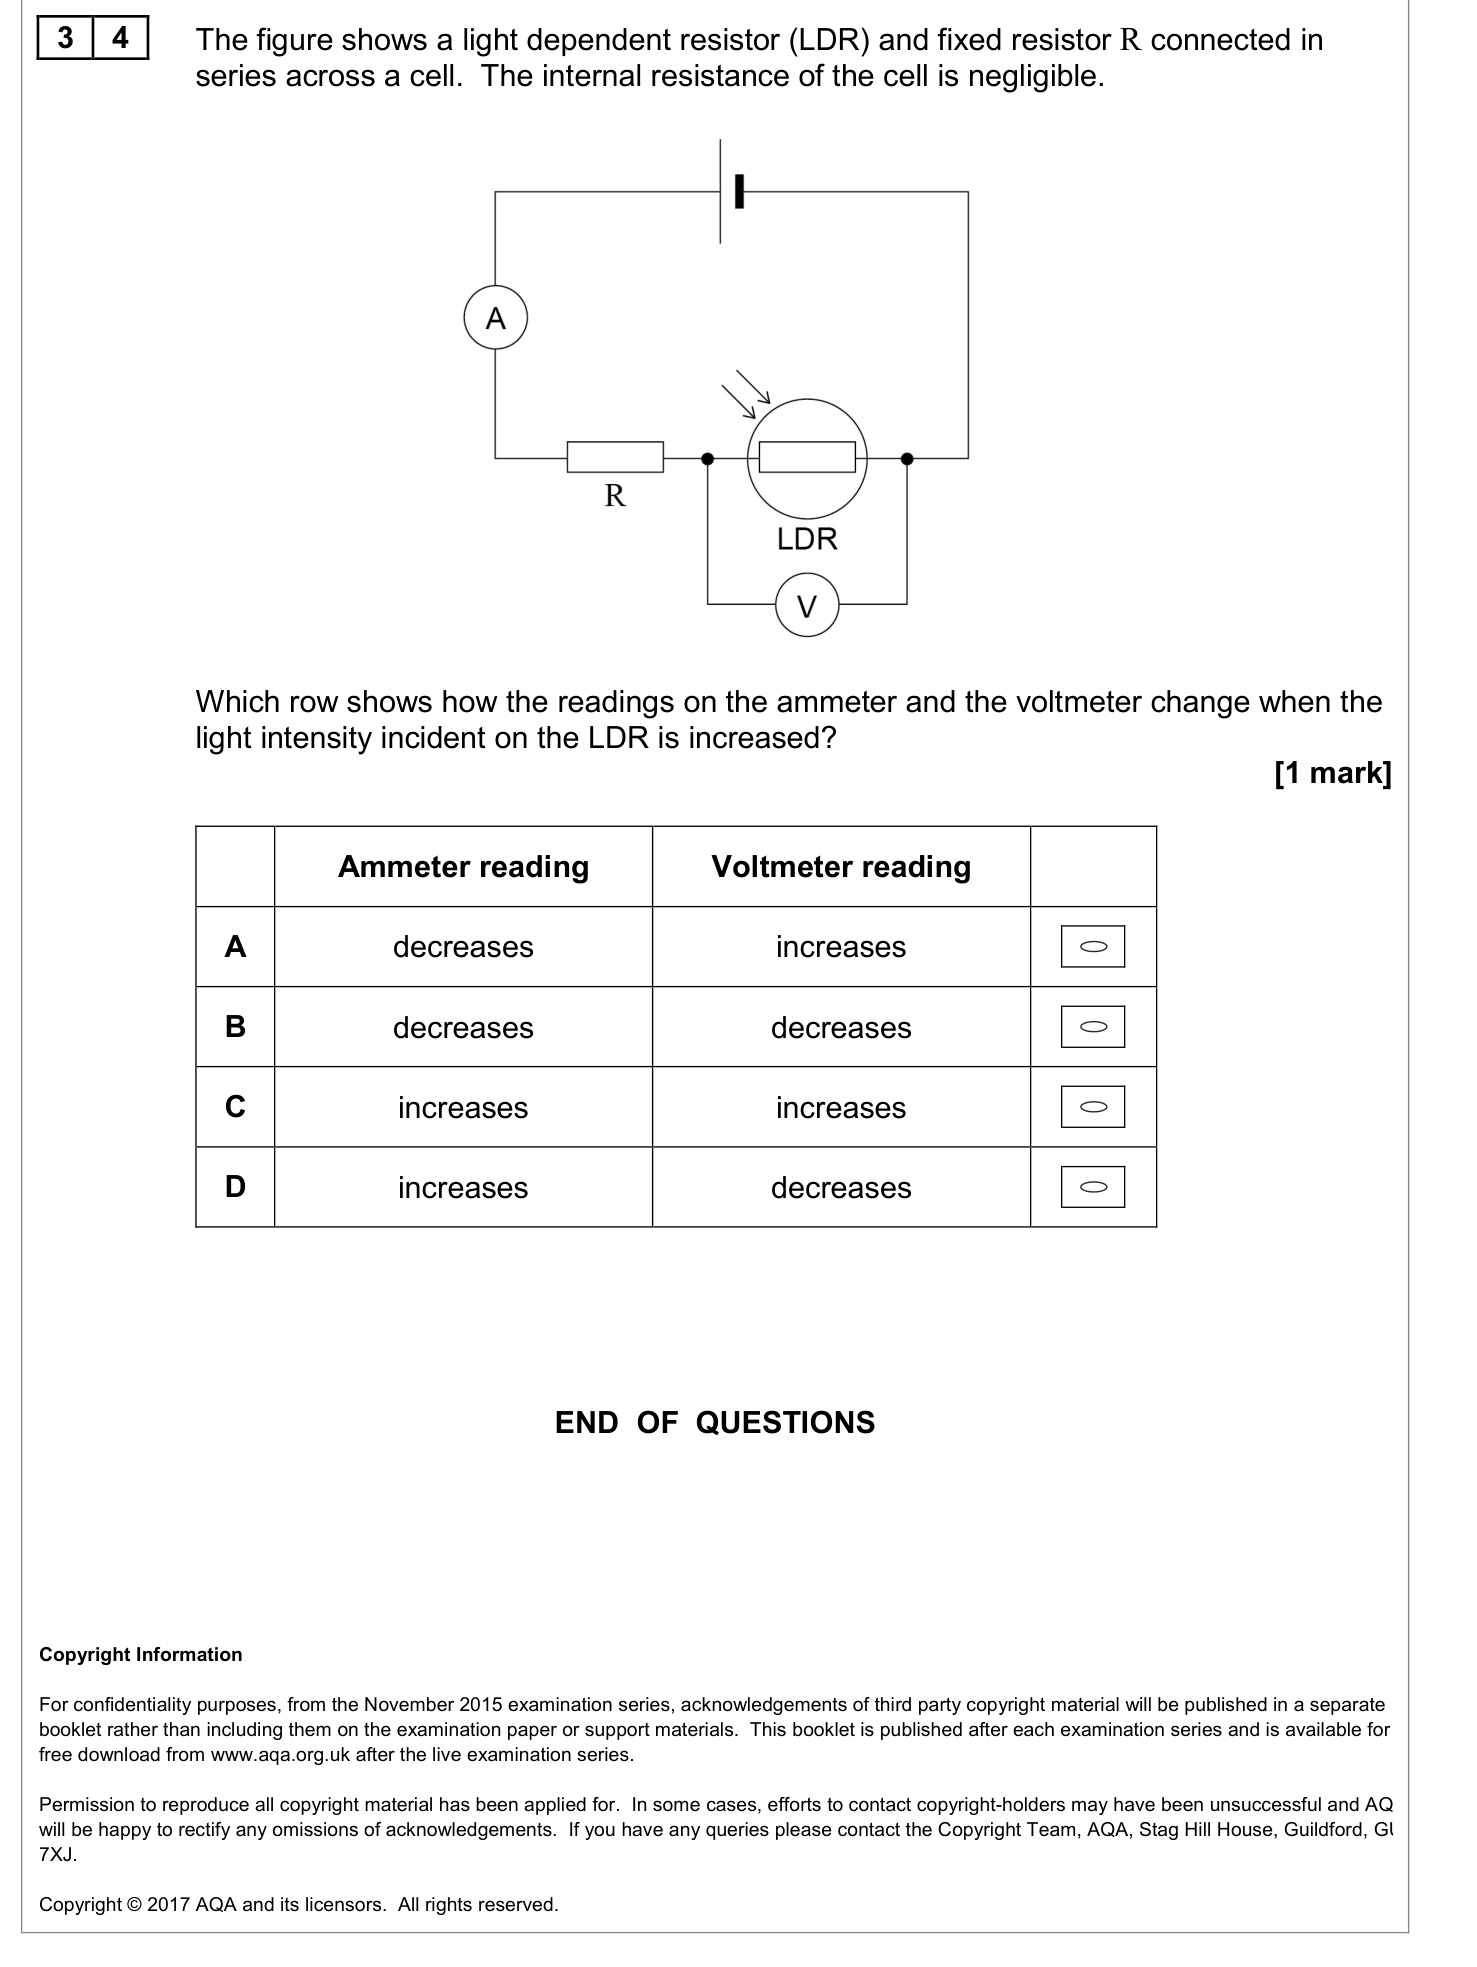 3 4 The figure shows a light dependent resistor (LDR) and fixed resistor R connected in
series across a cell. The internal resistance of the cell is negligible.
A
R
LDR
V
Which row shows how the readings on the ammeter and the voltmeter change when the
light intensity incident on the LDR is increased?
[1 mark]
Ammeter reading Voltmeter reading
A decreases increases
B decreases decreases
C increases increases
D increases decreases
END OF QUESTIONS
Copyright Information
For confidentiality purposes, from the November 2015 examination series, acknowledgements of third party copyright material will be published in a separate
booklet rather than including them on the examination paper or support materials. This booklet is published after each examination series and is available for
free download from www.aqa.org.uk after the live examination series.
Permission to reproduce all copyright material has been applied for. In some cases, efforts to contact copyright-holders may have been unsuccessful and AQ
will be happy to rectify any omissions of acknowledgements. If you have any queries please contact the Copyright Team, AQA, Stag Hill House, Guildford,
7XJ.
Copyright © 2017 AQA and its licensors. All rights reserved.